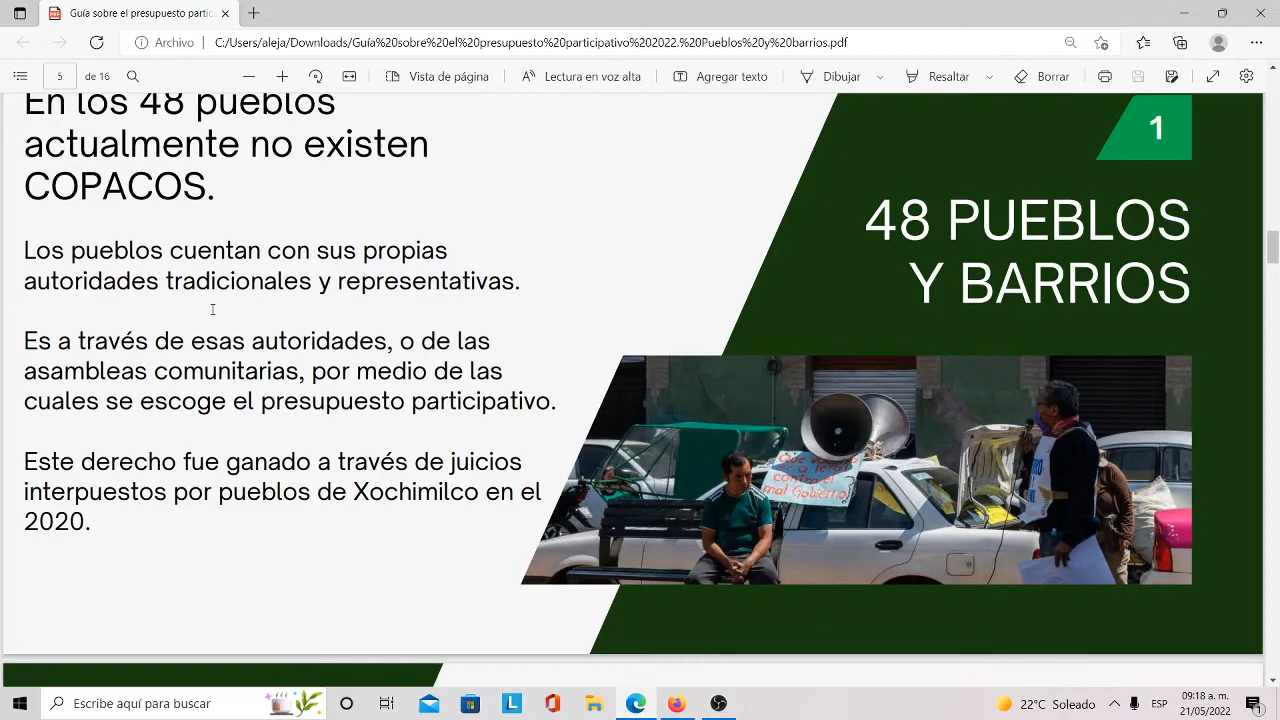 Guía sobre el presupuesto partic
Archivo
C:/Users/aleja/Downloads/Guía%20sobre%20el%20presupuesto%20participativo%202022.%20Pueblos%20y%20barrios.pdf
5 de 16
Vista de página
Lectura en voz alta
Agregar texto
Dibujar
Resaltar
Borrar
En los 48 pueblos
actualmente no existen
COPACOS.
Los pueblos cuentan con sus propias
autoridades tradicionales y representativas.
Es a través de esas autoridades, o de las
asambleas comunitarias, por medio de las
cuales se escoge el presupuesto participativo.
Este derecho fue ganado a través de juicios
interpuestos por pueblos de Xochimilco en el
2020.
1
48 PUEBLOS
Y BARRIOS
contra el
mal Gobierno
Escribe aquí para buscar
22°C Soleado
ESP
09:18 a. m.
21/05/2022